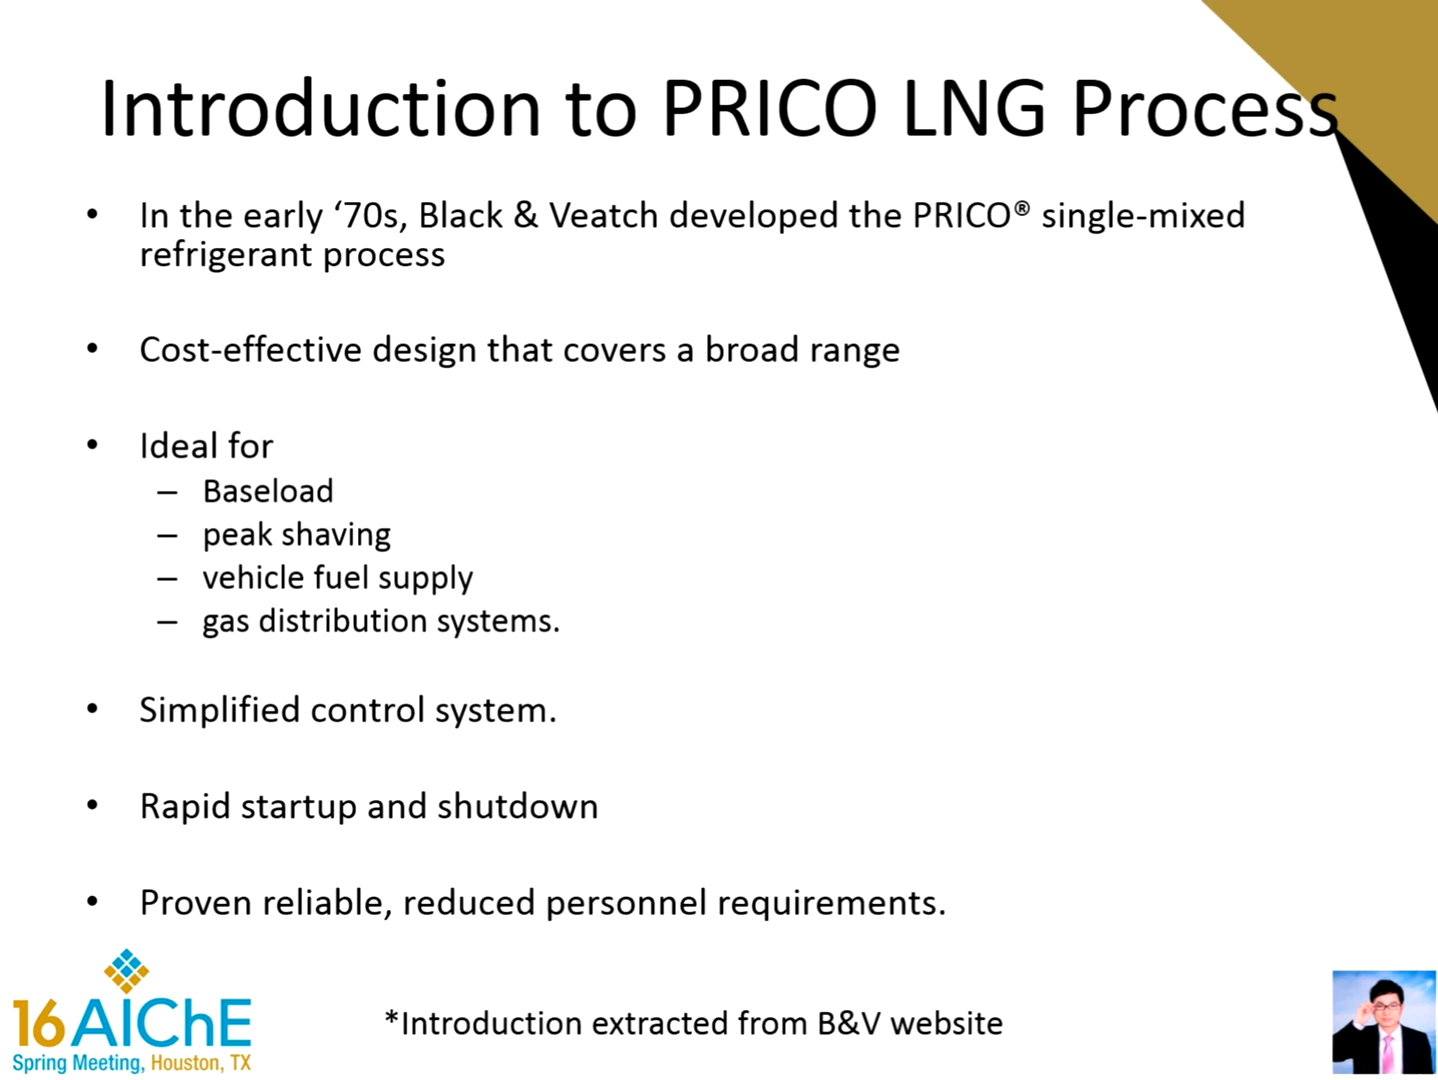 Introduction to PRICO LNG Process
• In the early ‘70s, Black & Veatch developed the PRICO® single-mixed
refrigerant process
• Cost-effective design that covers a broad range
• Ideal for
– Baseload
– peak shaving
– vehicle fuel supply
– gas distribution systems.
• Simplified control system.
• Rapid startup and shutdown
• Proven reliable, reduced personnel requirements.
16 AIChE
Spring Meeting, Houston, TX
*Introduction extracted from B&V website